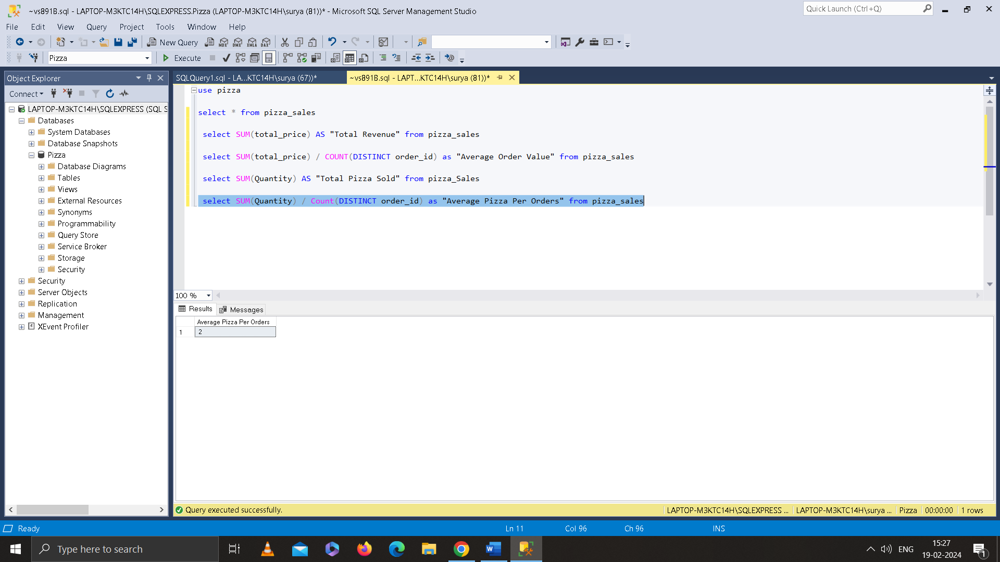 ~vs891B.sql - LAPTOP-M3KTC14H\SQLEXPRESS.Pizza (LAPTOP-M3KTC14H\surya (81))* - Microsoft SQL Server Management Studio
Quick Launch (Ctrl+Q)
File Edit View Query Project Tools Window Help
New Query MDX DMX XMLA DAX
Pizza Execute
Object Explorer
SQLQuery1.sql - LA...KTC14H\surya (67))*
~vs891B.sql - LAPT...KTC14H\surya (81))*
Connect
LAPTOP-M3KTC14H\SQLEXPRESS (SQL S
Databases
System Databases
Database Snapshots
Pizza
Database Diagrams
Tables
Views
External Resources
Synonyms
Programmability
Query Store
Service Broker
Storage
Security
Security
Server Objects
Replication
Management
XEvent Profiler
use pizza
select * from pizza_sales
select SUM(total_price) AS "Total Revenue" from pizza_sales
select SUM(total_price) / COUNT(DISTINCT order_id) as "Average Order Value" from pizza_sales
select SUM(Quantity) AS "Total Pizza Sold" from pizza_Sales
select SUM(Quantity) / Count(DISTINCT order_id) as "Average Pizza Per Orders" from pizza_sales
100 %
Results Messages
Average Pizza Per Orders
1 2
Query executed successfully.
LAPTOP-M3KTC14H\SQLEXPRESS ... LAPTOP-M3KTC14H\surya ... Pizza 00:00:00 1 rows
Ready Ln 11 Col 96 Ch 96 INS
Type here to search
ENG
15:27
19-02-2024
1